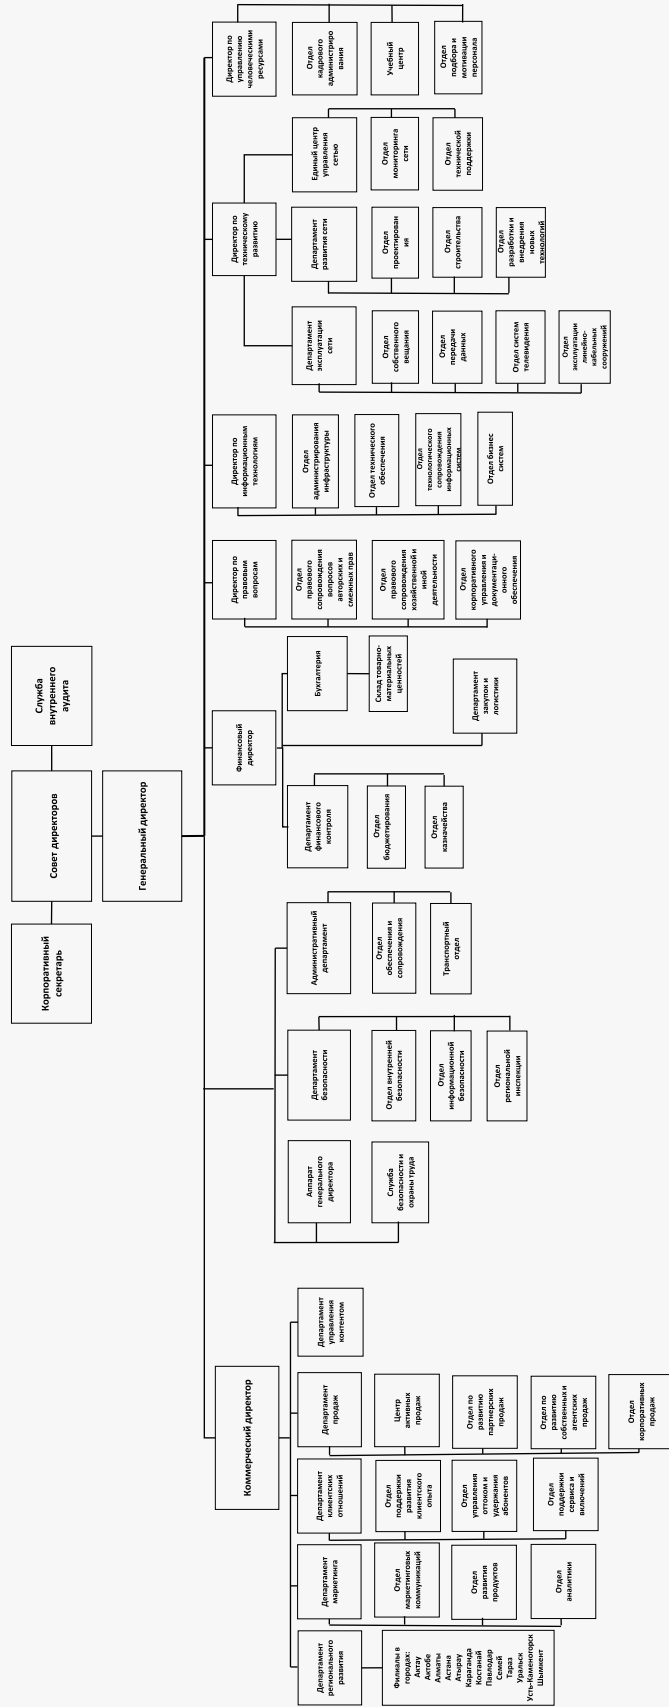 Корпоративный
секретарь
Совет директоров
Служба
внутреннего
аудита
Генеральный директор
Коммерческий директор
Департамент
регионального
развития
Филиалы в
городах:
Актау
Актобе
Алматы
Астана
Атырау
Караганда
Костанай
Павлодар
Семей
Тараз
Уральск
Усть-Каменогорск
Шымкент
Департамент
маркетинга
Отдел
маркетинговых
коммуникаций
Отдел
развития
продуктов
Отдел
аналитики
Департамент
клиентских
отношений
Отдел
поддержки
развития
клиентского
опыта
Отдел
управления
оттоком и
удержания
абонентов
Отдел
поддержки
сервиса и
включений
Департамент
продаж
Центр
активных
продаж
Отдел по
развитию
партнерских
продаж
Отдел по
развитию
собственных и
агентских
продаж
Отдел
корпоративных
продаж
Департамент
управления
контентом
Аппарат
генерального
директора
Служба
безопасности и
охраны труда
Департамент
безопасности
Отдел внутренней
безопасности
Отдел
информационной
безопасности
Отдел
региональной
инспекции
Административный
департамент
Отдел
обеспечения и
сопровождения
Транспортный
отдел
Финансовый
директор
Департамент
финансового
контроля
Отдел
бюджетирования
Отдел
казначейства
Бухгалтерия
Склад товарно-
материальных
ценностей
Департамент
закупок и
логистики
Директор по
правовым
вопросам
Отдел
правового
сопровождения
вопросов
авторских и
смежных прав
Отдел
правового
сопровождения
хозяйственной и
иной
деятельности
Отдел
корпоративного
управления и
документаци-
онного
обеспечения
Директор по
информационным
технологиям
Отдел
администрирования
инфраструктуры
Отдел технического
обеспечения
Отдел
технологического
сопровождения
информационных
систем
Отдел бизнес
систем
Директор по
техническому
развитию
Департамент
эксплуатации
сети
Отдел
собственного
вещания
Отдел
передачи
данных
Отдел систем
телевидения
Отдел
эксплуатации
линейно-
кабельных
сооружений
Департамент
развития сети
Отдел
проектирован
ия
Отдел
строительства
Отдел
разработки и
внедрения
новых
технологий
Единый центр
управления
сетью
Отдел
мониторинга
сети
Отдел
технической
поддержки
Директор по
управлению
человеческими
ресурсами
Отдел
кадрового
администриро
вания
Учебный
центр
Отдел
подбора и
мотивации
персонала